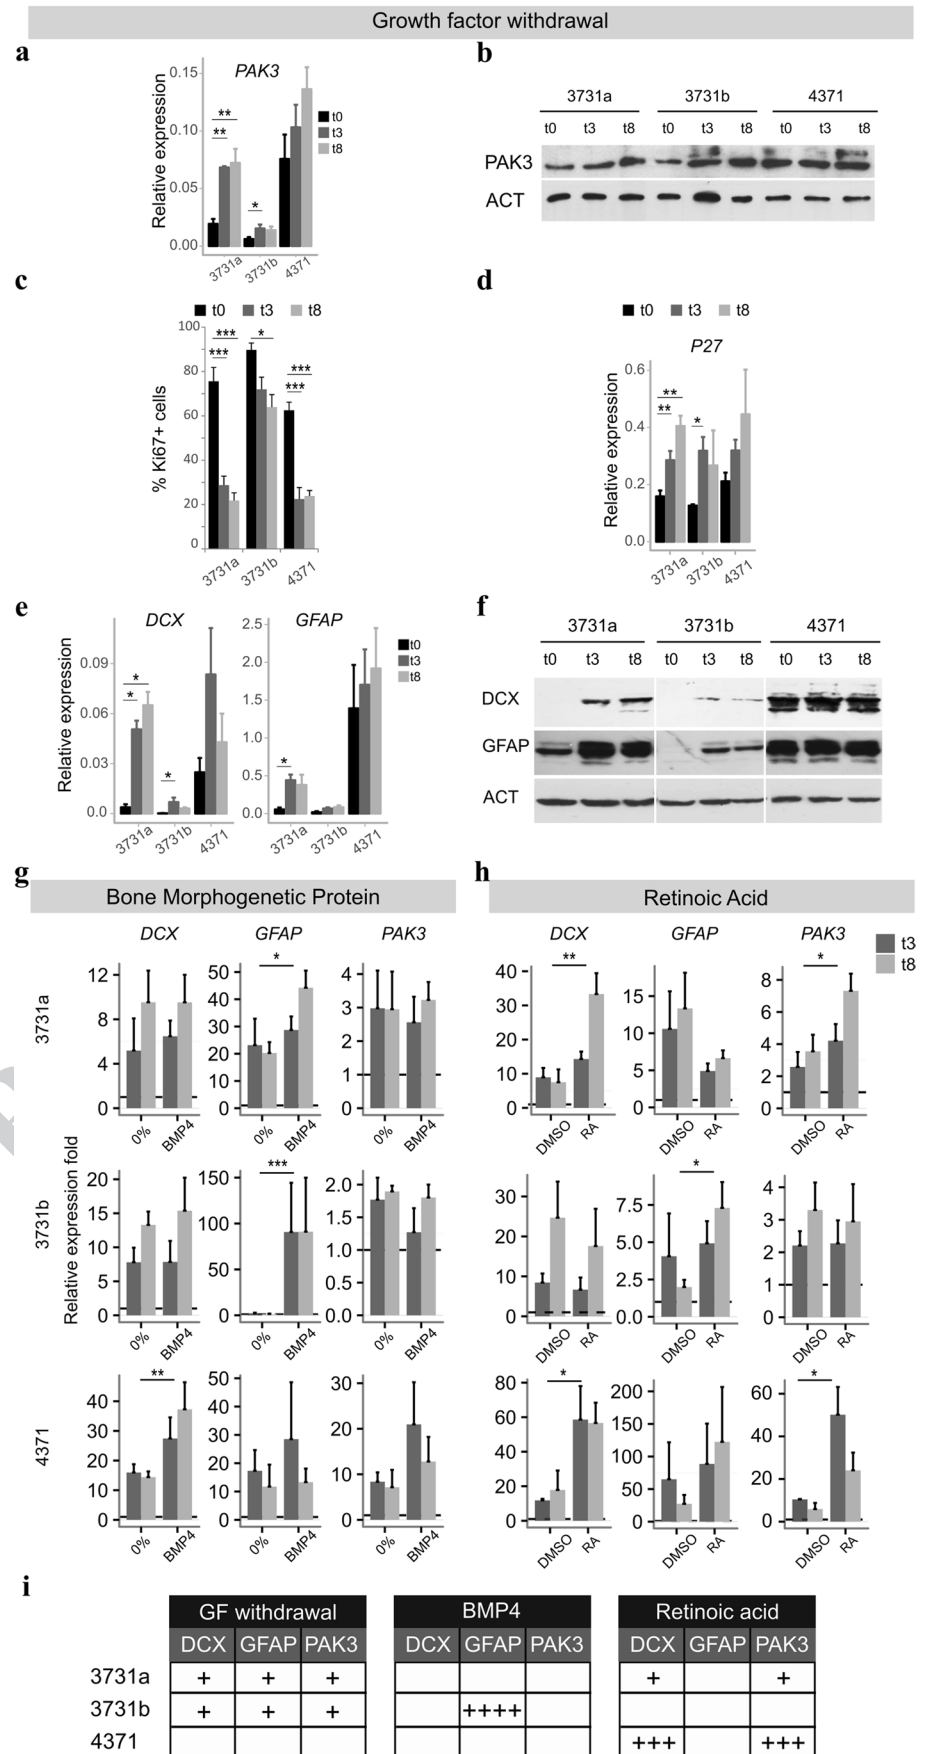 Growth factor withdrawal
a
PAK3
Relative expression
0.15
0.10
0.05
0.00
** 
**
*
t0
t3
t8
3731a
3731b
4371
b
3731a 3731b 4371
t0 t3 t8 t0 t3 t8 t0 t3 t8
PAK3
ACT
c
t0 t3 t8
% Ki67+ cells
100
80
60
40
20
0
***
***
*
***
***
3731a
3731b
4371
d
t0 t3 t8
P27
Relative expression
0.6
0.4
0.2
0.0
**
**
*
3731a
3731b
4371
e
DCX
Relative expression
0.09
0.06
0.03
0.0
*
*
*
3731a
3731b
4371
GFAP
2.5
2.0
1.5
1.0
0.5
0.0
*
3731a
3731b
4371
t0
t3
t8
f
3731a 3731b 4371
t0 t3 t8 t0 t3 t8 t0 t3 t8
DCX
GFAP
ACT
g
Bone Morphogenetic Protein
DCX GFAP PAK3
Relative expression fold
3731a
12
8
4
0
0% BMP4
50
40
30
20
10
0
*
0% BMP4
4
3
2
1
0
0% BMP4
3731b
20
15
10
5
0
0% BMP4
150
100
50
0
***
0% BMP4
2.0
1.5
1.0
0.5
0.0
0% BMP4
4371
40
30
20
10
0
**
0% BMP4
50
40
30
20
10
0
0% BMP4
30
20
10
0
0% BMP4
h
Retinoic Acid
DCX GFAP PAK3
t3
t8
40
30
20
10
0
**
DMSO RA
15
10
5
0
DMSO RA
8
6
4
2
0
*
DMSO RA
30
20
10
0
DMSO RA
7.5
5.0
2.5
0.0
*
DMSO RA
4
3
2
1
0
DMSO RA
80
60
40
20
0
*
DMSO RA
200
150
100
50
0
DMSO RA
60
40
20
0
*
DMSO RA
i
GF withdrawal BMP4 Retinoic acid
DCX GFAP PAK3 DCX GFAP PAK3 DCX GFAP PAK3
3731a + + + + +
3731b + + + ++++
4371 +++ +++